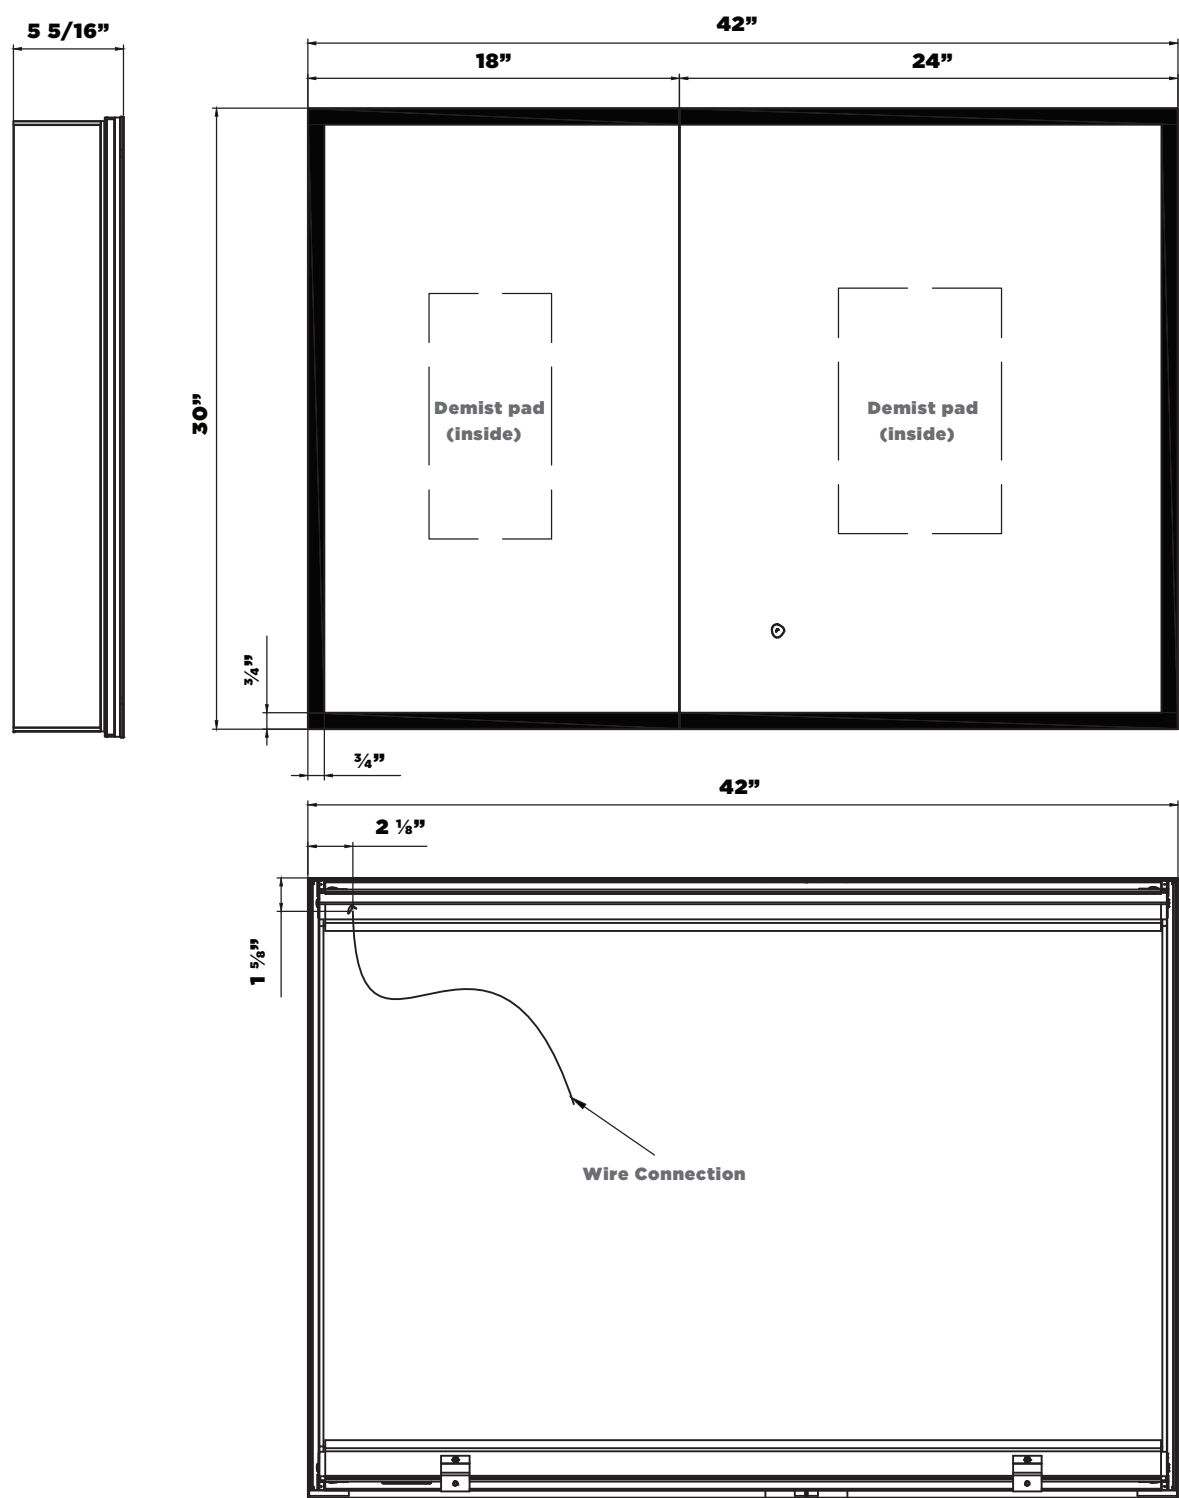 5 5/16”
42”
18”
24”
30”
Demist pad
(inside)
Demist pad
(inside)
¾”
¾”
42”
2 ⅛”
1 ⅝”
Wire Connection